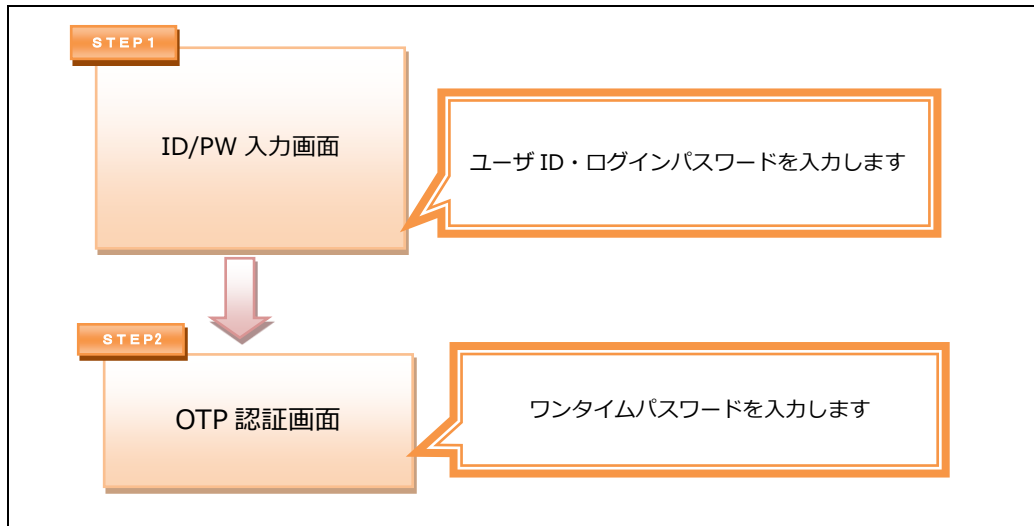 STEP1
ID/PW 入力画面
ユーザ ID・ログインパスワードを入力します
STEP2
OTP 認証画面
ワンタイムパスワードを入力します